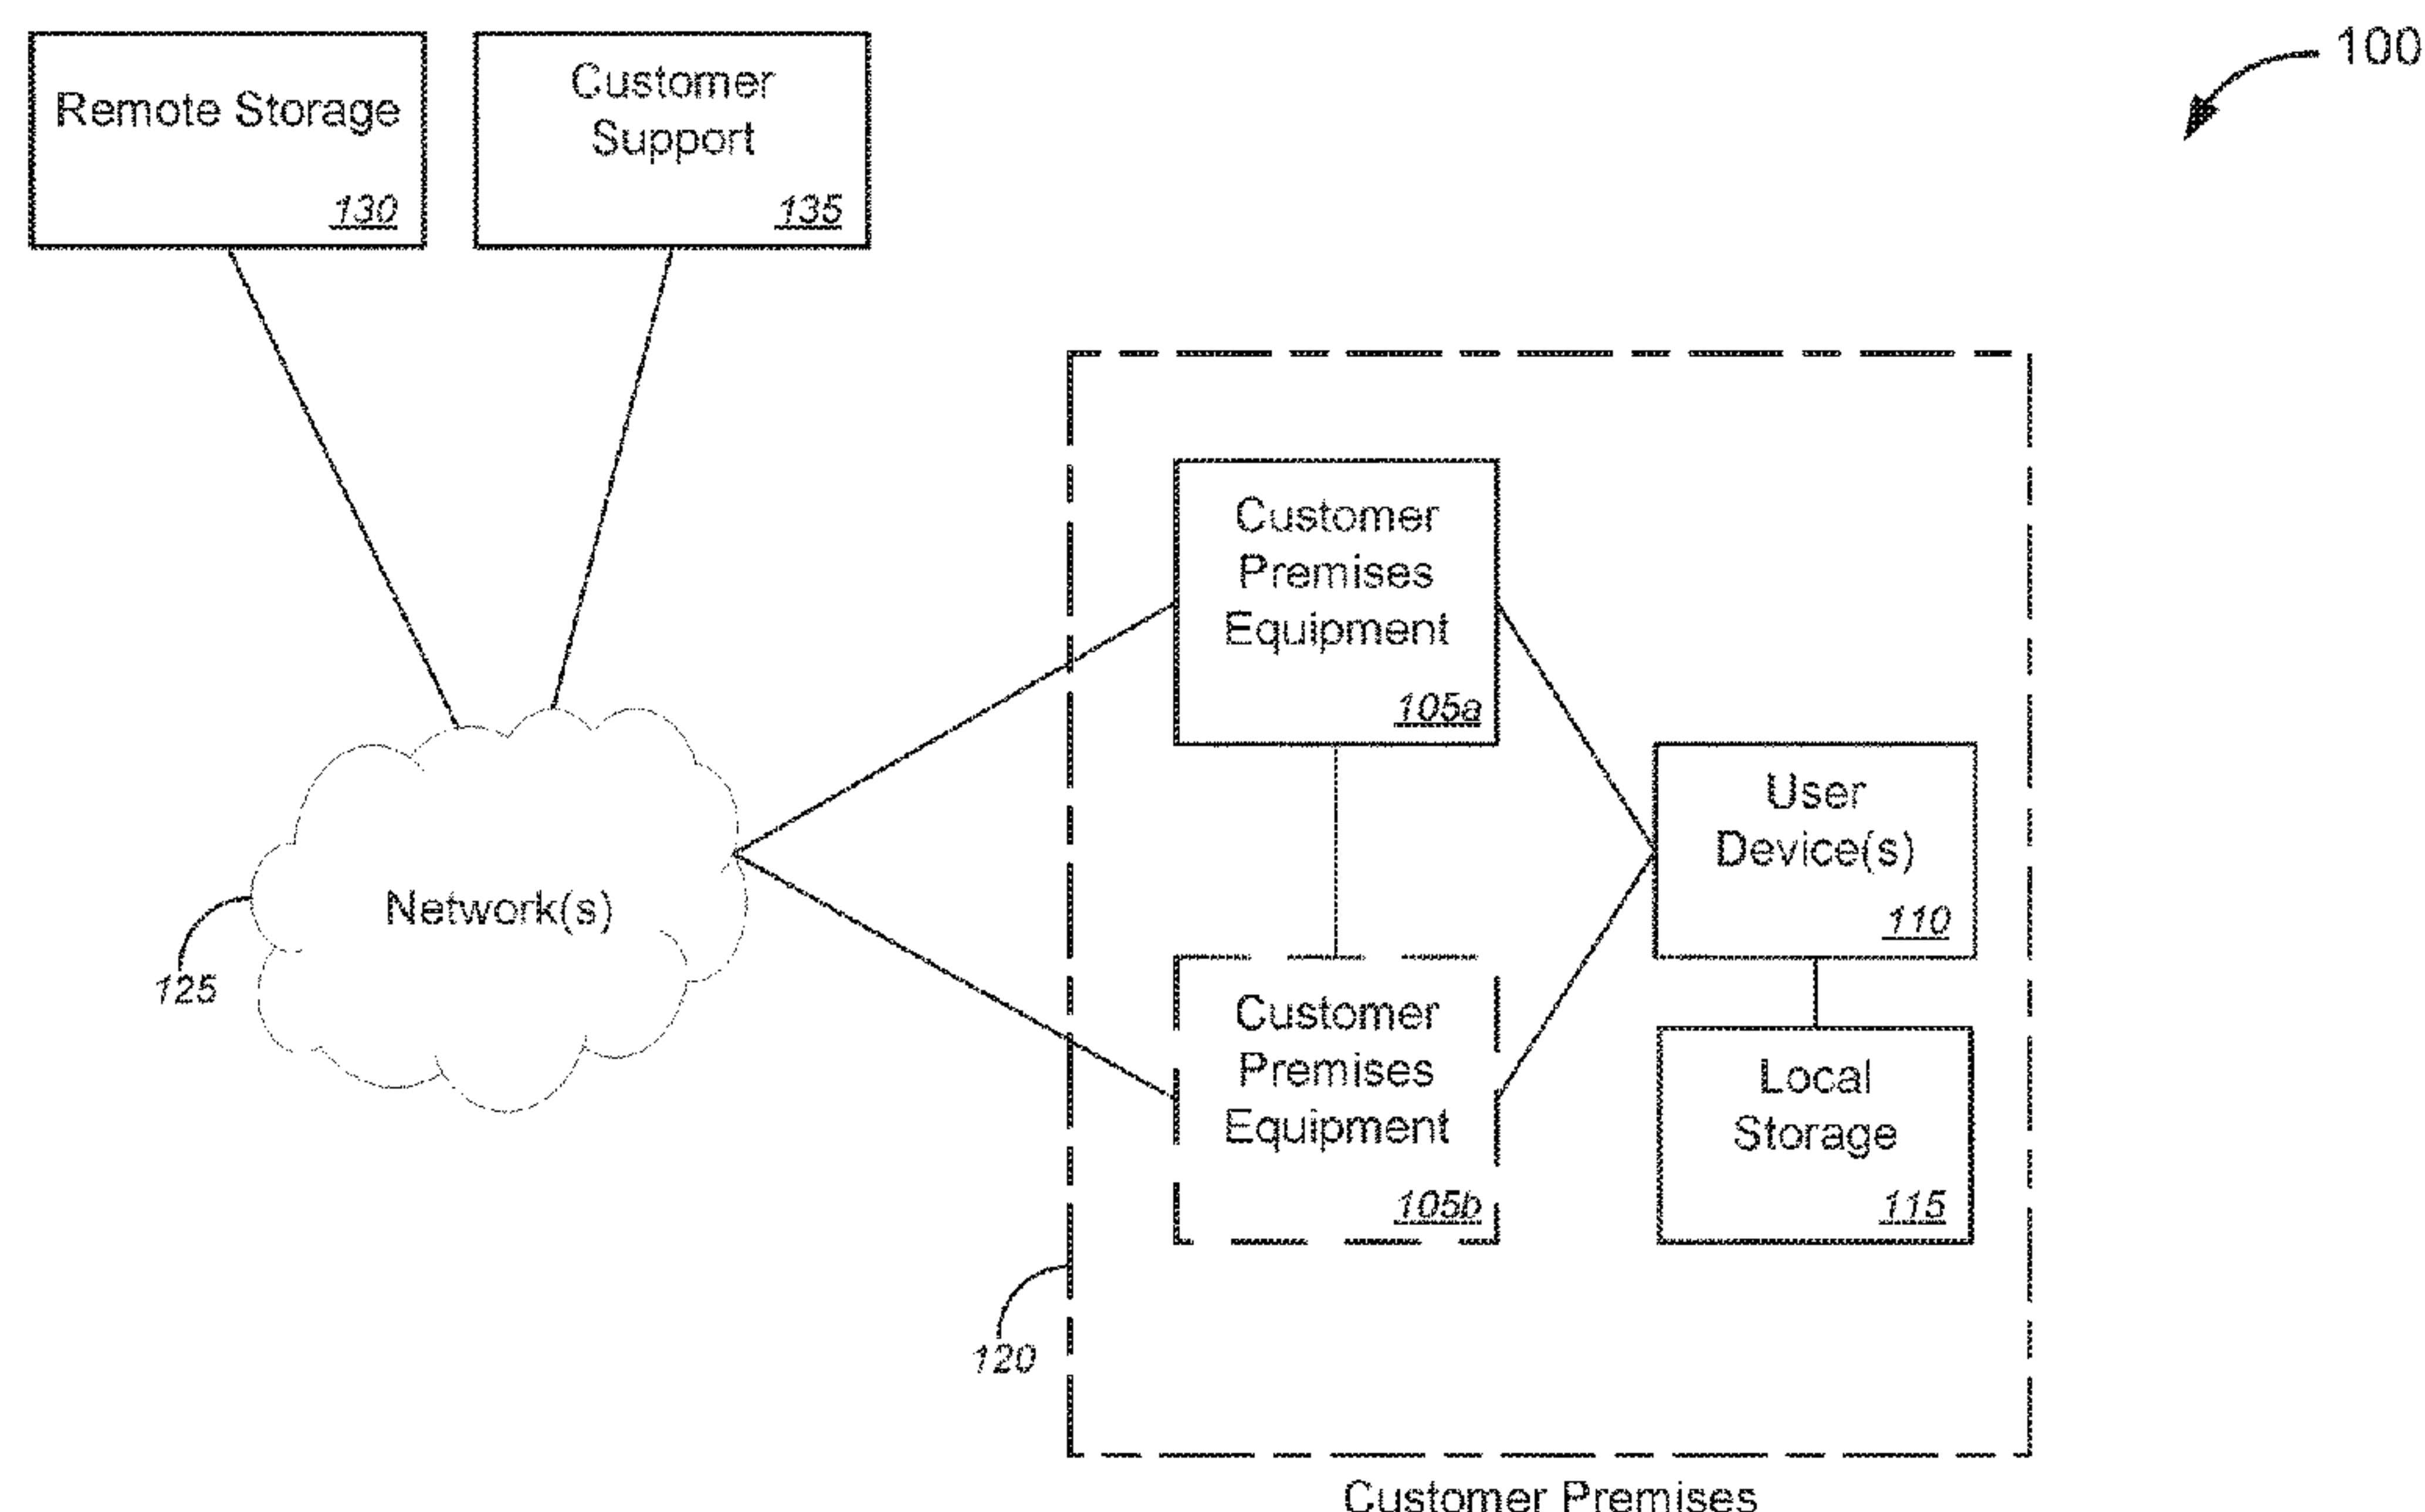 100
Remote Storage
130
Customer
Support
135
Customer
Premises
Equipment
105a
User
Device(s)
110
Network(s)
125
Customer
Premises
Equipment
105b
Local
Storage
115
120
Customer Premises